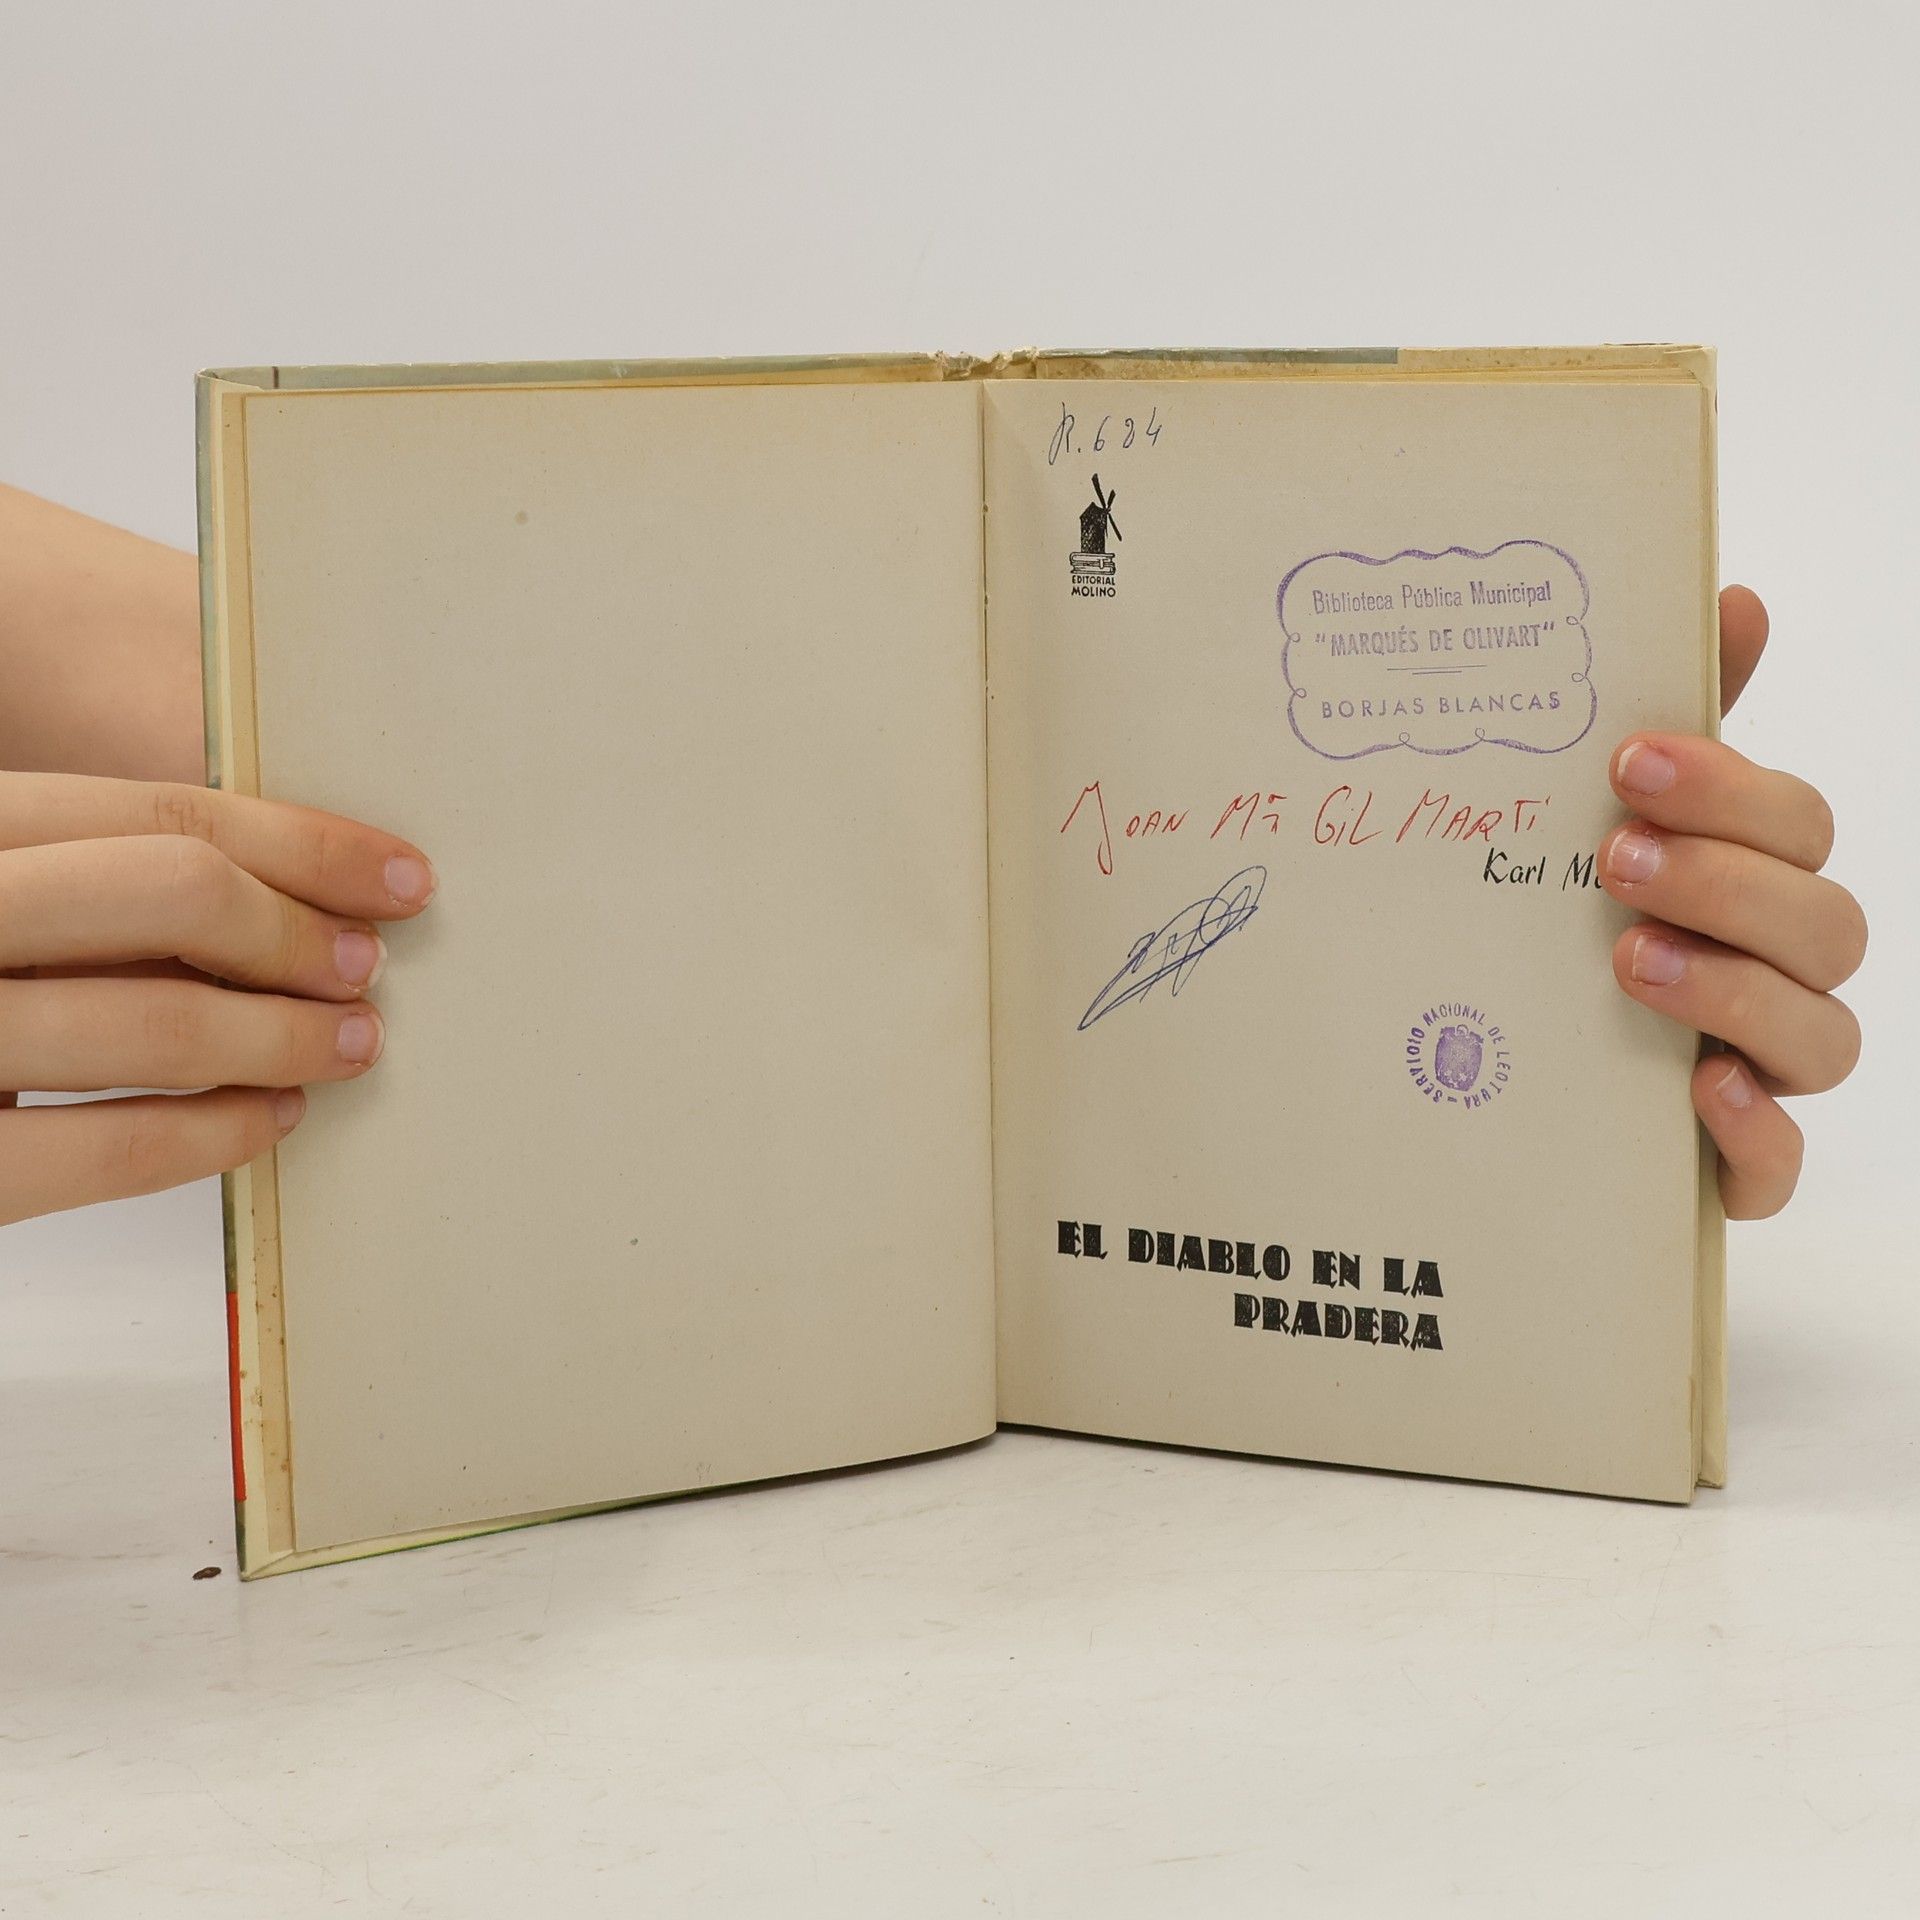 R. 624
EDITORIAL
MOLINO
Biblioteca Pública Municipal
"MARQUÉS DE OLIVART"
BORJAS BLANCAS
JOAN Mª GIL MARTÍ
Karl
SERVICIO NACIONAL DE LECTURA -
EL DIABLO EN LA
PRADERA